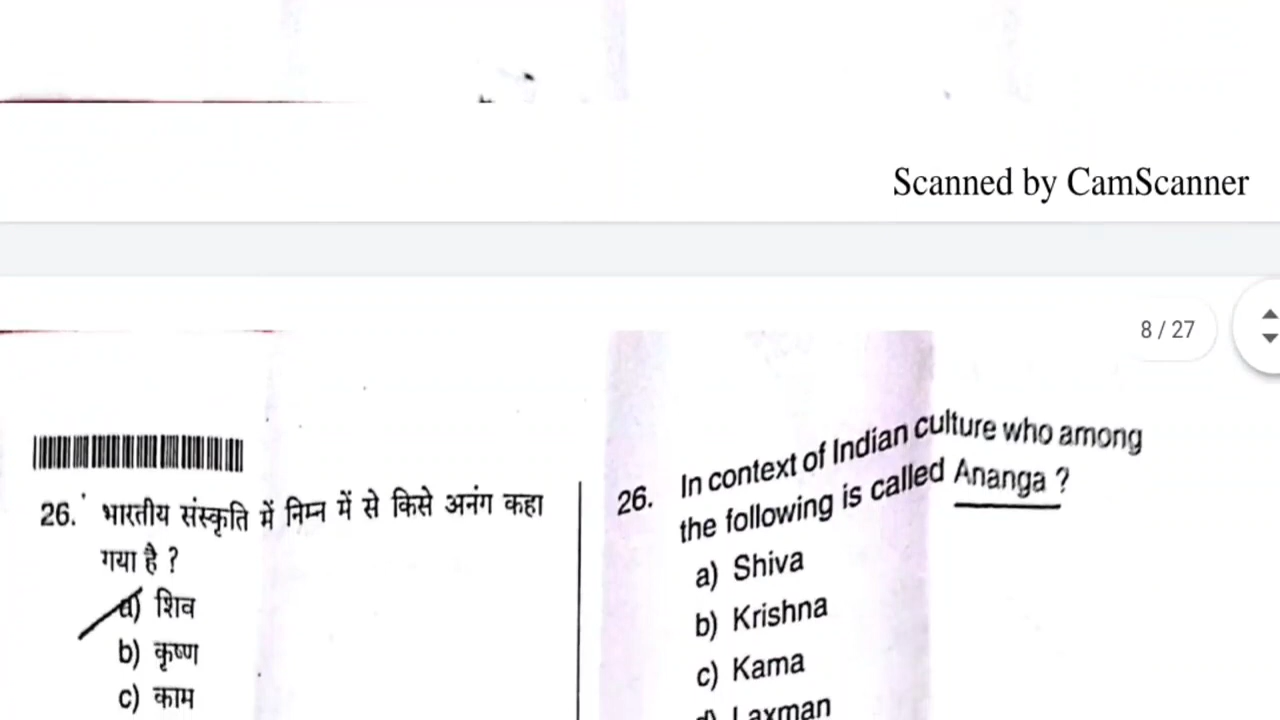 Scanned by CamScanner
8 / 27
26. भारतीय संस्कृति में निम्न में से किसे अनंग कहा
गया है ?
a) शिव
b) कृष्ण
c) काम
26. In context of Indian culture who among
the following is called Ananga ?
a) Shiva
b) Krishna
c) Kama
d) Laxman